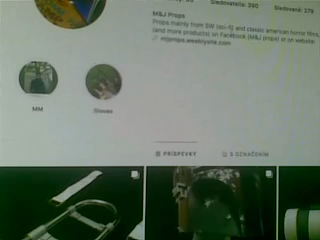 Sledovatelia: 390 Sledované: 279
M&J Props
Props mainly from SW (sci-fi) and classic american horror films,
(and more products) on Facebook (M&J props) or on website:
mjprops.weeblysite.com
MM
Gloves
PRÍSPEVKY S OZNAČENÍM